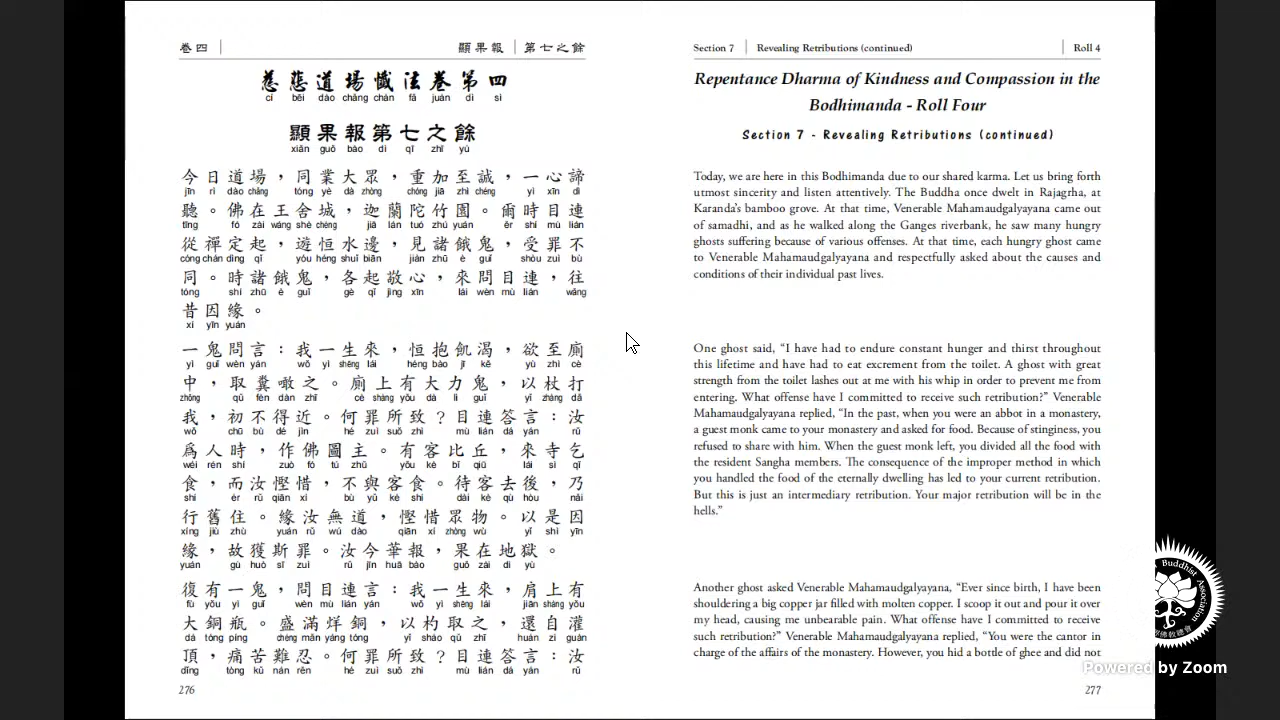 卷四
顯果報 第七之餘
慈悲道場懺法卷第四
cí bēi dào chǎng chàn fǎ juàn dì sì
顯果報第七之餘
xiǎn guǒ bào dì qī zhī yú
今日道場，同業大眾，重加至誠，一心諦
jīn rì dào chǎng tóng yè dà zhòng chóng jiā zhì chéng yì xīn dì
聽。佛在王舍城，迦蘭陀竹園。爾時目連
tīng fó zài wáng shè chéng jiā lán tuó zhú yuán ěr shí mù lián
從禪定起，遊恒水邊，見諸餓鬼，受罪不
cóng chán dìng qǐ yóu héng shuǐ biān jiàn zhū è guǐ shòu zuì bù
同。時諸餓鬼，各起敬心，來問目連，往
tóng shí zhū è guǐ gè qǐ jìng xīn lái wèn mù lián wǎng
昔因緣。
xí yīn yuán
一鬼問言：我一生來，恒抱飢渴，欲至廁
yì guǐ wèn yán wǒ yì shēng lái héng bào jī kě yù zhì cè
中，取糞噉之。廁上有大力鬼，以杖打
zhōng qǔ fèn dàn zhī cè shàng yǒu dà lì guǐ yǐ zhàng dǎ
我，初不得近。何罪所致？目連答言：汝
wǒ chū bù dé jìn hé zuì suǒ zhì mù lián dá yán rǔ
爲人時，作佛圖主。有客比丘，來寺乞
wéi rén shí zuò fó tú zhǔ yǒu kè bǐ qiū lái sì qǐ
食，而汝慳惜，不與客食。待客去後，乃
shí ér rǔ qiān xí bù yǔ kè shí dài kè qù hòu nǎi
行舊住。緣汝無道，慳惜眾物。以是因
xíng jiù zhù yuán rǔ wú dào qiān xí zhòng wù yǐ shì yīn
緣，故獲斯罪。汝今華報，果在地獄。
yuán gù huò sī zuì rǔ jīn huā bào guǒ zài dì yù
復有一鬼，問目連言：我一生來，肩上有
fù yǒu yì guǐ wèn mù lián yán wǒ yì shēng lái jiān shàng yǒu
大銅瓶。盛滿烊銅，以杓取之，還自灌
dà tóng píng chéng mǎn yáng tóng yǐ sháo qǔ zhī huán zì guàn
頂，痛苦難忍。何罪所致？目連答言：汝
dǐng tòng kǔ nán rěn hé zuì suǒ zhì mù lián dá yán rǔ
276
Section 7 Revealing Retributions (continued) Roll 4
Repentance Dharma of Kindness and Compassion in the
Bodhimanda - Roll Four
Section 7 - Revealing Retributions (continued)
Today, we are here in this Bodhimanda due to our shared karma. Let us bring forth
utmost sincerity and listen attentively. The Buddha once dwelt in Rajagrha, at
Karanda's bamboo grove. At that time, Venerable Mahamaudgalyayana came out
of samadhi, and as he walked along the Ganges riverbank, he saw many hungry
ghosts suffering because of various offenses. At that time, each hungry ghost came
to Venerable Mahamaudgalyayana and respectfully asked about the causes and
conditions of their individual past lives.
One ghost said, “I have had to endure constant hunger and thirst throughout
this lifetime and have had to eat excrement from the toilet. A ghost with great
strength from the toilet lashes out at me with his whip in order to prevent me from
entering. What offense have I committed to receive such retribution?” Venerable
Mahamaudgalyayana replied, “In the past, when you were an abbot in a monastery,
a guest monk came to your monastery and asked for food. Because of stinginess, you
refused to share with him. When the guest monk left, you divided all the food with
the resident Sangha members. The consequence of the improper method in which
you handled the food of the eternally dwelling has led to your current retribution.
But this is just an intermediary retribution. Your major retribution will be in the
hells.”
Another ghost asked Venerable Mahamaudgalyayana, “Ever since birth, I have been
shouldering a big copper jar filled with molten copper. I scoop it out and pour it over
my head, causing me unbearable pain. What offense have I committed to receive
such retribution?” Venerable Mahamaudgalyayana replied, “You were the cantor in
charge of the affairs of the monastery. However, you hid a bottle of ghee and did not
277
Buddhist Association
Powered by Zoom